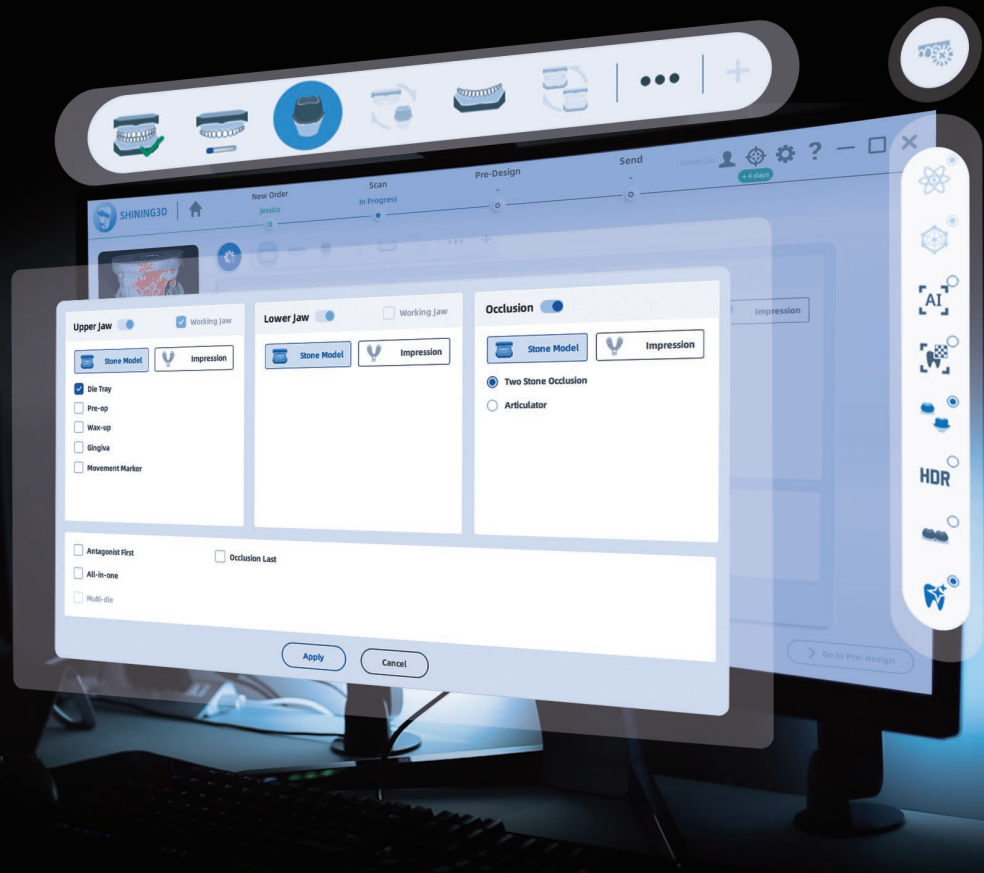 New Order
Scan
Pre-Design
Send
Jessica
In Progress
-
-
+ 4 days
?
SHINING3D
Upper Jaw
Working Jaw
Stone Model
Impression
Die Tray
Pre-op
Wax-up
Gingiva
Movement Marker
Lower Jaw
Working Jaw
Stone Model
Impression
Occlusion
Stone Model
Impression
Two Stone Occlusion
Articulator
Impression
Antagonist First
Occlusion Last
All-in-one
Multi-die
Apply
Cancel
Go to Pre-design
AI
HDR